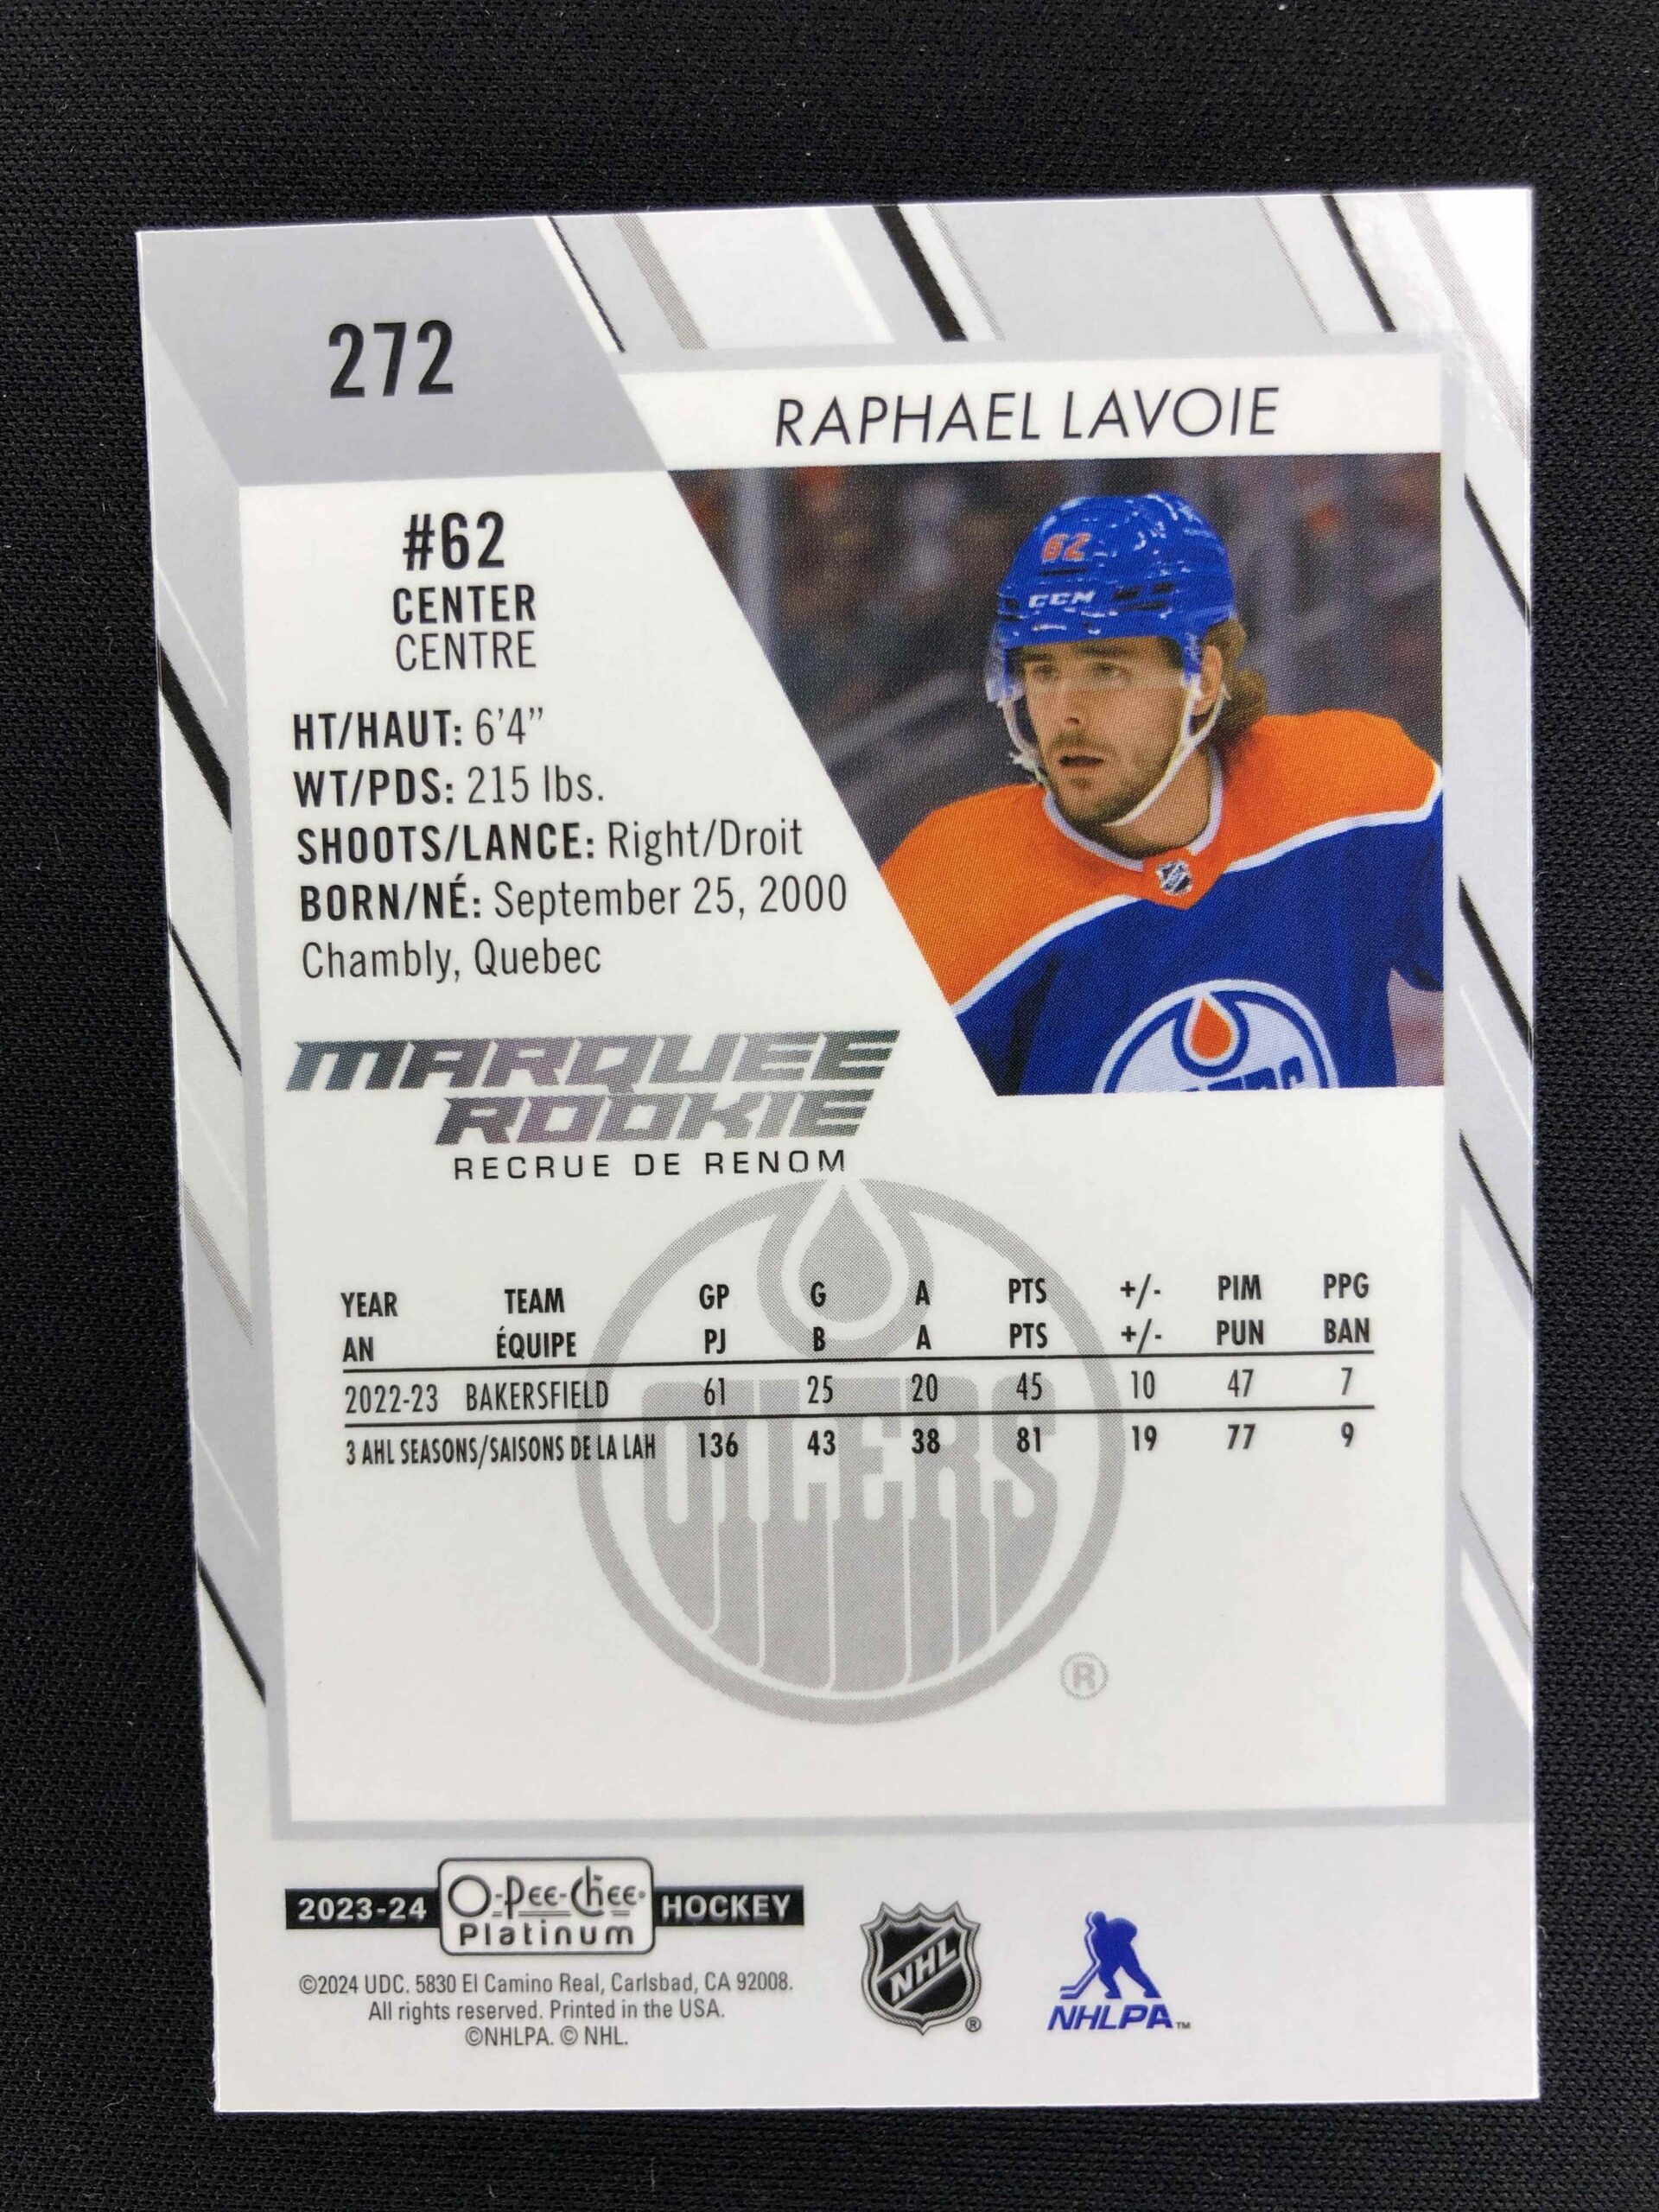 272
RAPHAEL LAVOIE
#62
CENTER
CENTRE
HT/HAUT: 6'4”
WT/PDS: 215 lbs.
SHOOTS/LANCE: Right/Droit
BORN/NÉ: September 25, 2000
Chambly, Quebec
62
CCM
OILERS
MARQUEE
ROOKIE
RECRUE DE RENOM
YEAR TEAM GP G A PTS +/- PIM PPG
AN ÉQUIPE PJ B A PTS +/- PUN BAN
2022-23 BAKERSFIELD 61 25 20 45 10 47 7
3 AHL SEASONS/SAISONS DE LA LAH 136 43 38 81 19 77 9
OILERS
®
2023-24 O-Pee-Chee Platinum HOCKEY
©2024 UDC. 5830 El Camino Real, Carlsbad, CA 92008.
All rights reserved. Printed in the USA.
©NHLPA. © NHL.
NHL ®
NHLPA™